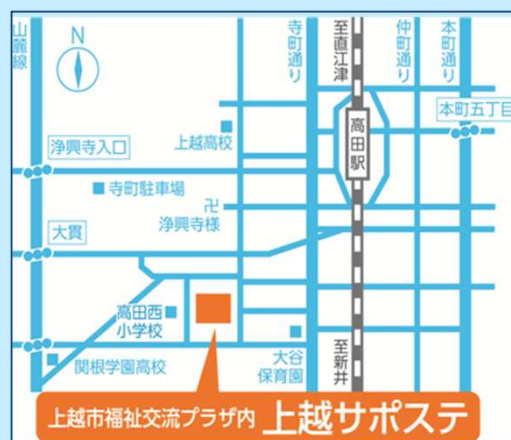 山麓線
N
寺町通り
至直江津
仲町通り
本町通り
高田駅
本町五丁目
上越高校
浄興寺入口
寺町駐車場
卍
浄興寺様
大貫
高田西
小学校
関根学園高校
大谷
保育園
至新井
上越市福祉交流プラザ内 上越サポステ